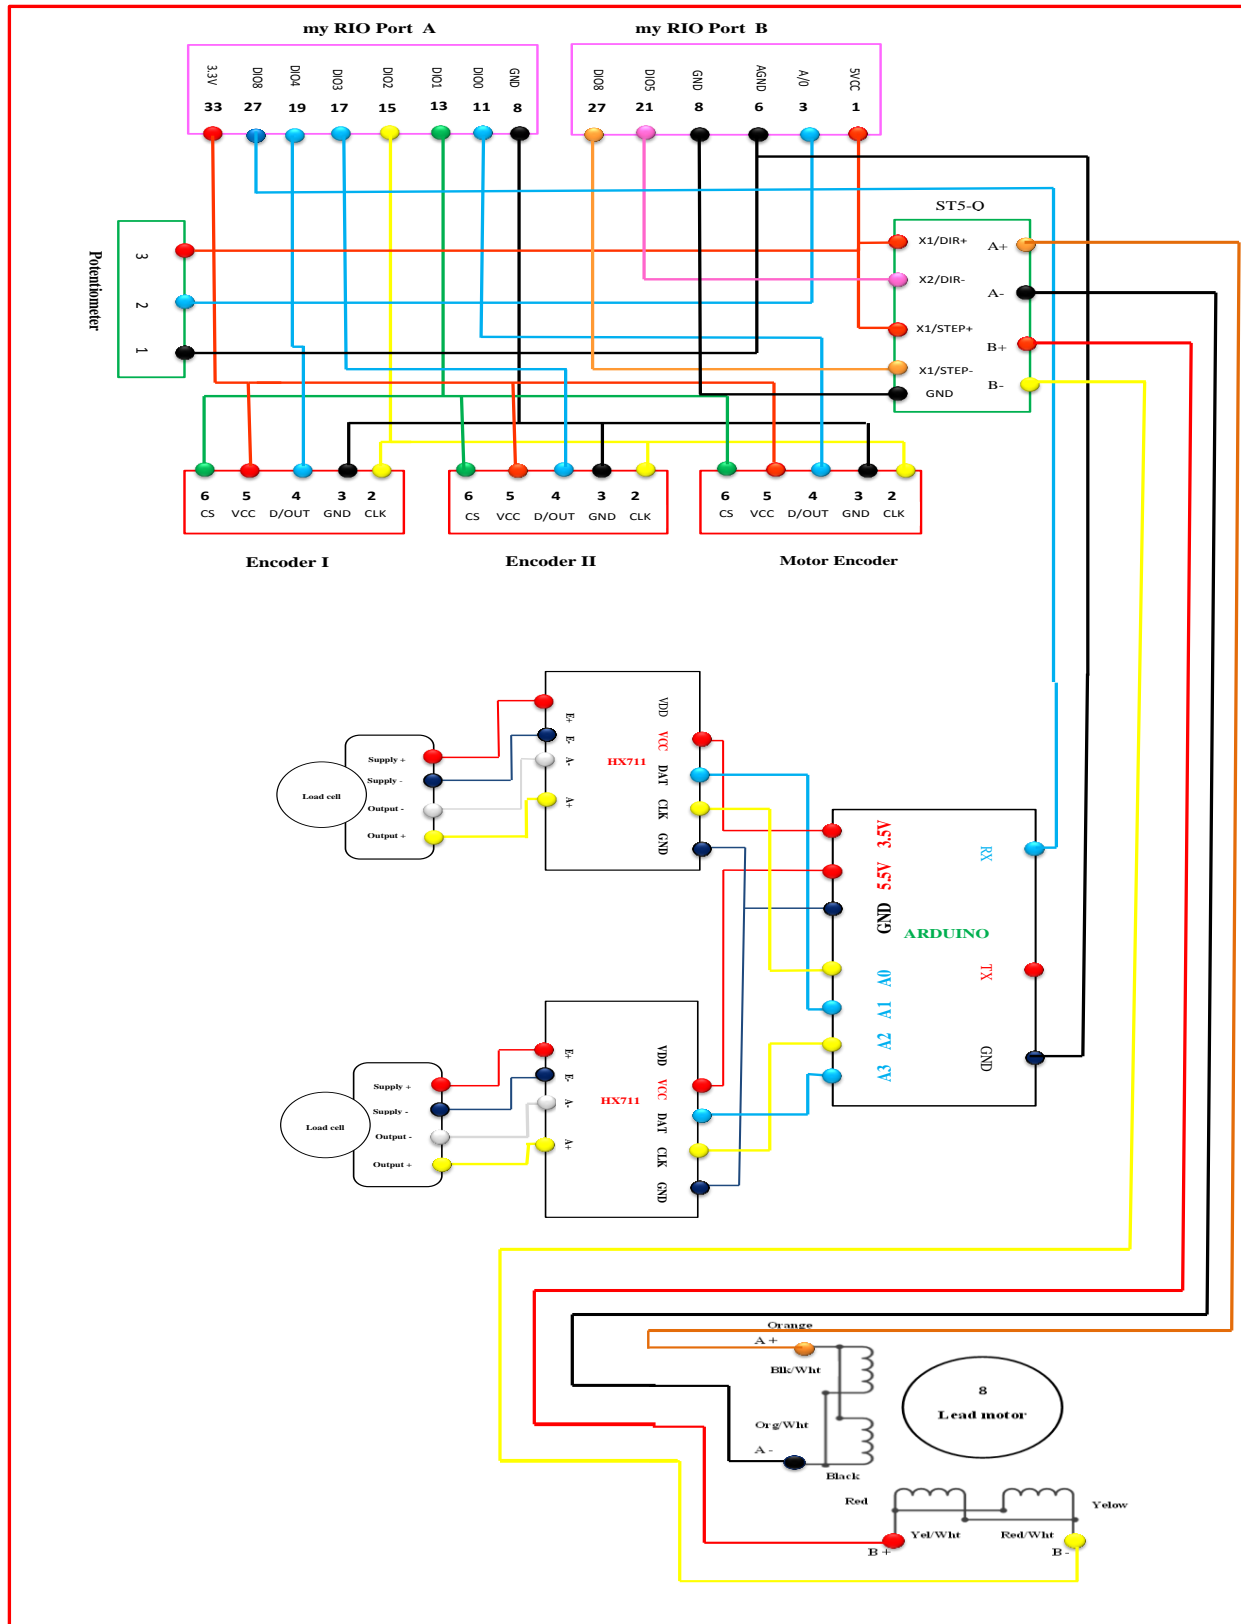 my RIO Port A
my RIO Port B
3.3V DIO8 DIO4 DIO3 DIO2 DIO1 DIO0 GND
33 27 19 17 15 13 11 8
DIO8 DIO5 GND AGND A/0 5VCC
27 21 8 6 3 1
ST5-Q
X1/DIR+ A+
X2/DIR- A-
X1/STEP+ B+
X1/STEP- B-
GND
Potentiometer
3
2
1
6 5 4 3 2
CS VCC D/OUT GND CLK
Encoder I
6 5 4 3 2
CS VCC D/OUT GND CLK
Encoder II
6 5 4 3 2
CS VCC D/OUT GND CLK
Motor Encoder
Load cell
Supply +
Supply -
Output -
Output +
E+
E-
A-
A+
HX711
VDD
VCC
DAT
CLK
GND
3.5V
5.5V
GND
A0
A1
A2
A3
ARDUINO
RX
TX
GND
Load cell
Supply +
Supply -
Output -
Output +
E+
E-
A-
A+
HX711
VDD
VCC
DAT
CLK
GND
Orange
A +
Blk/Wht
Org/Wht
A -
Black
8
Lead motor
Red
Yelow
Yel/Wht
Red/Wht
B +
B -